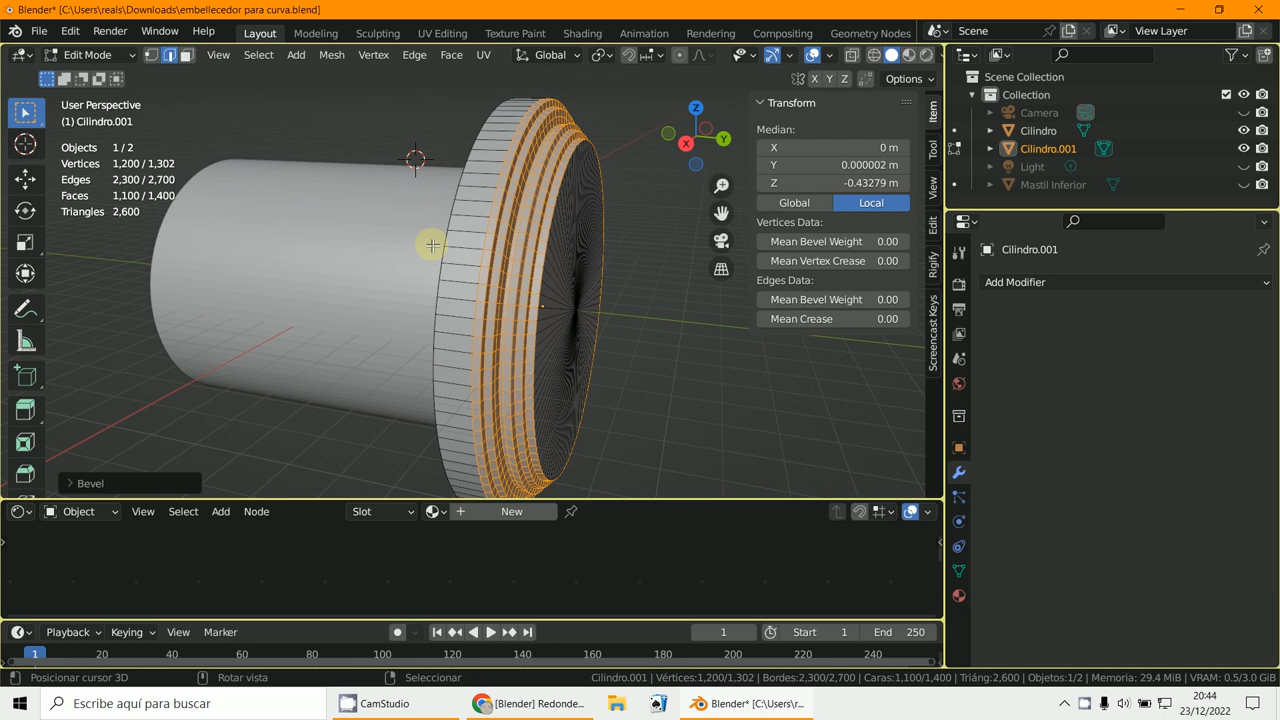 Blender* [C:\Users\reals\Downloads\embellecedor para curva.blend]
File Edit Render Window Help Layout Modeling Sculpting UV Editing Texture Paint Shading Animation Rendering Compositing Geometry Nodes Scene View Layer
Edit Mode View Select Add Mesh Vertex Edge Face UV Global
X Y Z Options
User Perspective
(1) Cilindro.001
Objects 1 / 2
Vertices 1,200 / 1,302
Edges 2,300 / 2,700
Faces 1,100 / 1,400
Triangles 2,600
Z
Y
X
Transform
Median:
X 0 m
Y 0.000002 m
Z -0.43279 m
Global Local
Vertices Data:
Mean Bevel Weight 0.00
Mean Vertex Crease 0.00
Edges Data:
Mean Bevel Weight 0.00
Mean Crease 0.00
Item
Tool
View
Edit
Rigify
Screencast Keys
Bevel
Scene Collection
Collection
Camera
Cilindro
Cilindro.001
Light
Mastil Inferior
Cilindro.001
Add Modifier
Object View Select Add Node Slot New
Playback Keying View Marker 1 Start 1 End 250
1 20 40 60 80 100 120 140 160 180 200 220 240
Posicionar cursor 3D Rotar vista Seleccionar Cilindro.001 | Vértices:1,200/1,302 | Bordes:2,300/2,700 | Caras:1,100/1,400 | Triáng:2,600 | Objetos:1/2 | Memoria: 29.4 MiB | VRAM: 0.5/3.0 GiB
Escribe aquí para buscar CamStudio [Blender] Redonde... Blender* [C:\Users\r... 20:44
23/12/2022